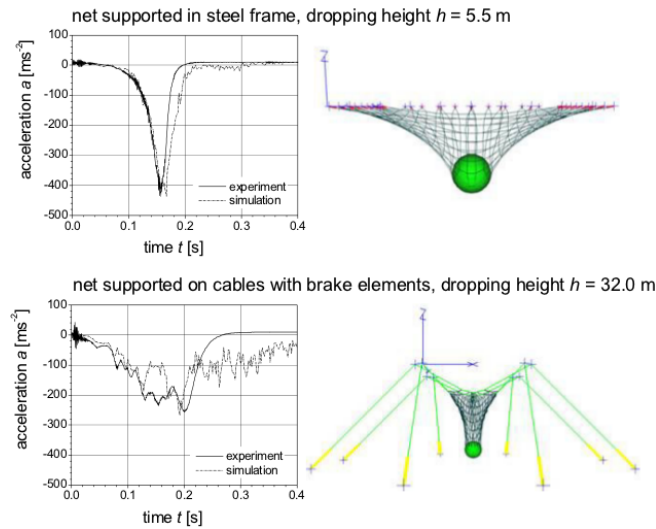 net supported in steel frame, dropping height h = 5.5 m
acceleration a [ms⁻²]
100
0
-100
-200
-300
-400
-500
experiment
simulation
0.0 0.1 0.2 0.3 0.4
time t [s]
Z
net supported on cables with brake elements, dropping height h = 32.0 m
acceleration a [ms⁻²]
100
0
-100
-200
-300
-400
-500
experiment
simulation
0.0 0.1 0.2 0.3 0.4
time t [s]
Z